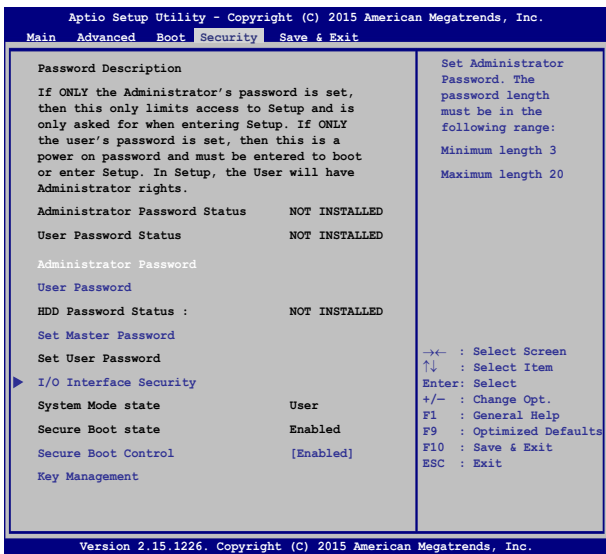 Aptio Setup Utility - Copyright (C) 2015 American Megatrends, Inc.
Main Advanced Boot Security Save & Exit
Password Description
If ONLY the Administrator's password is set,
then this only limits access to Setup and is
only asked for when entering Setup. If ONLY
the user's password is set, then this is a
power on password and must be entered to boot
or enter Setup. In Setup, the User will have
Administrator rights.
Administrator Password Status NOT INSTALLED
User Password Status NOT INSTALLED
Administrator Password
User Password
HDD Password Status : NOT INSTALLED
Set Master Password
Set User Password
I/O Interface Security
System Mode state User
Secure Boot state Enabled
Secure Boot Control [Enabled]
Key Management
Set Administrator
Password. The
password length
must be in the
following range:
Minimum length 3
Maximum length 20
→← : Select Screen
↑↓ : Select Item
Enter: Select
+/— : Change Opt.
F1 : General Help
F9 : Optimized Defaults
F10 : Save & Exit
ESC : Exit
Version 2.15.1226. Copyright (C) 2015 American Megatrends, Inc.